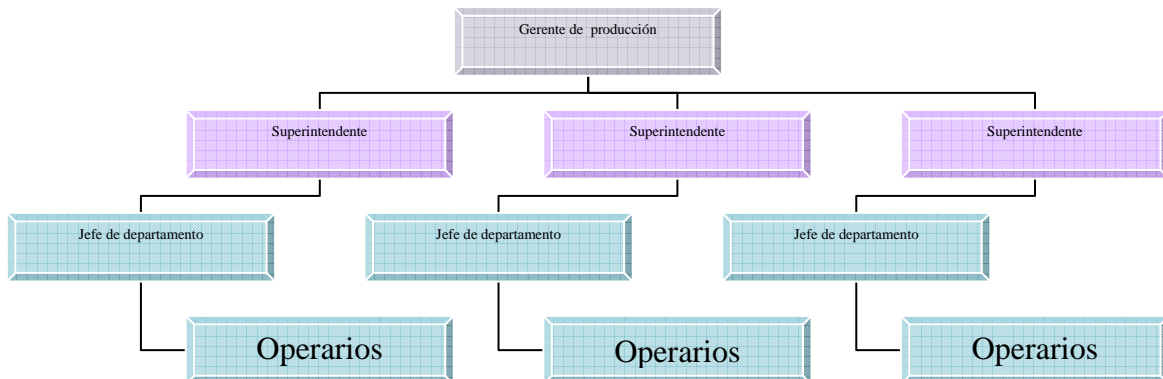 Gerente de producción
Superintendente
Superintendente
Superintendente
Jefe de departamento
Jefe de departamento
Jefe de departamento
Operarios
Operarios
Operarios